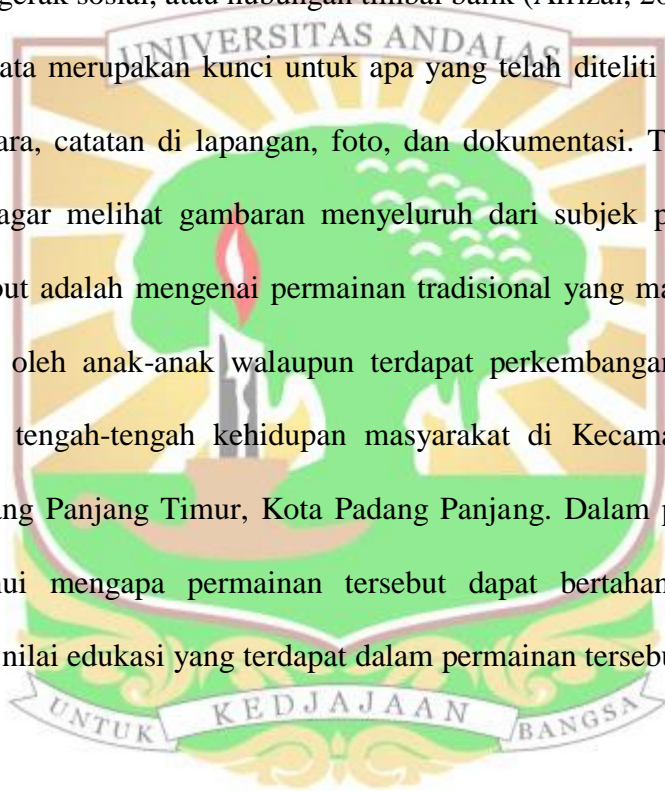 gerak sosial, atau hubungan timbal balik (Afrizal, 20
UNIVERSITAS ANDALAS
ata merupakan kunci untuk apa yang telah diteliti
ara, catatan di lapangan, foto, dan dokumentasi. T
agar melihat gambaran menyeluruh dari subjek p
but adalah mengenai permainan tradisional yang ma
oleh anak-anak walaupun terdapat perkembangan
tengah-tengah kehidupan masyarakat di Kecama
ang Panjang Timur, Kota Padang Panjang. Dalam p
ui mengapa permainan tersebut dapat bertahan
nilai edukasi yang terdapat dalam permainan tersebu
UNTUK KEDJAJAAN BANGSA